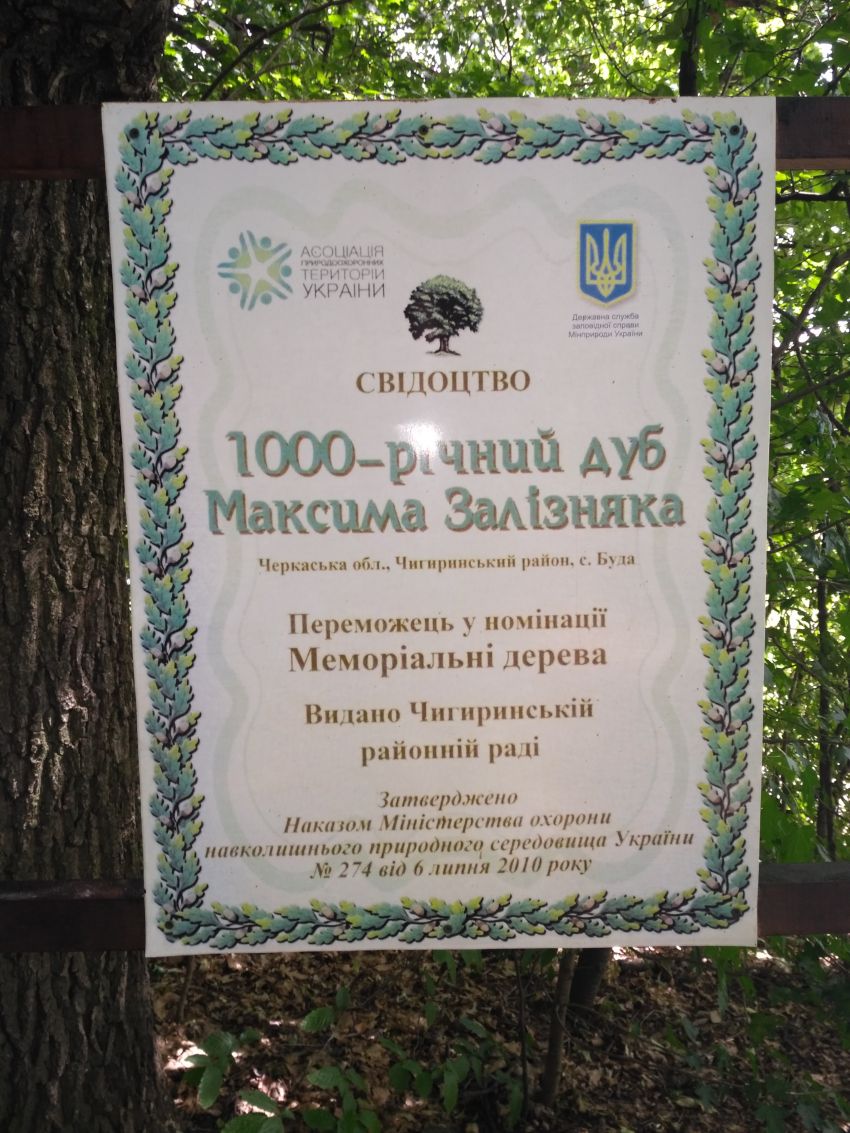 АСОЦІАЦІЯ
ПРИРОДООХОРОННИХ
ТЕРИТОРІЙ
УКРАЇНИ
Державна служба
заповідної справи
Мінприроди України
СВІДОЦТВО
1000-річний дуб
Максима Залізняка
Черкаська обл., Чигиринський район, с. Буда
Переможець у номінації
Меморіальні дерева
Видано Чигиринській
районній раді
Затверджено
Наказом Міністерства охорони
навколишнього природного середовища України
№ 274 від 6 липня 2010 року